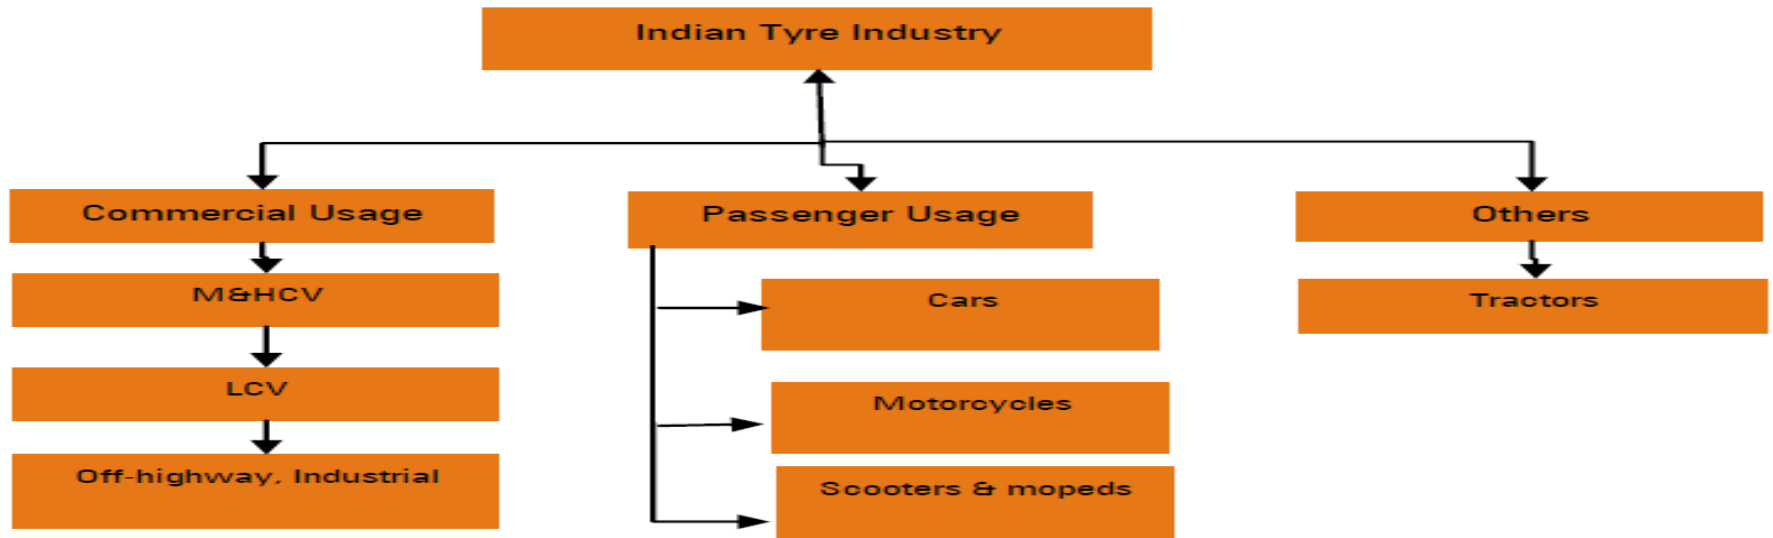 Indian Tyre Industry
Commercial Usage
M&HCV
LCV
Off-highway, Industrial
Passenger Usage
Cars
Motorcycles
Scooters & mopeds
Others
Tractors